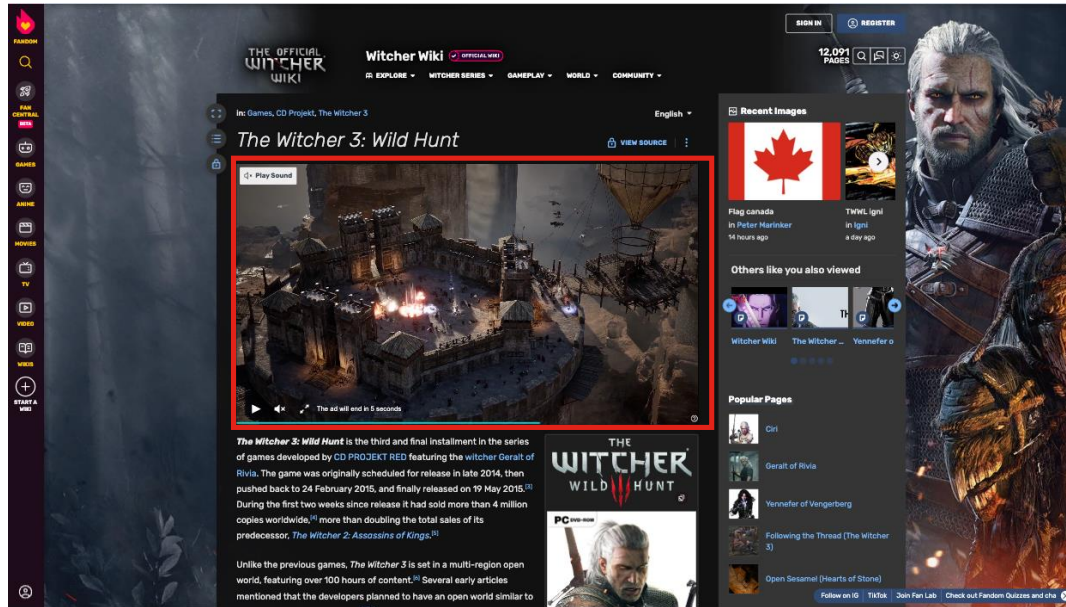 FANDOM
FAN CENTRAL
BETA
GAMES
ANIME
MOVIES
TV
VIDEO
WIKIS
START A WIKI
THE OFFICIAL
WITCHER
WIKI
Witcher Wiki
OFFICIAL WIKI
EXPLORE
WITCHER SERIES
GAMEPLAY
WORLD
COMMUNITY
SIGN IN
REGISTER
12,091
PAGES
in: Games, CD Projekt, The Witcher 3
English
The Witcher 3: Wild Hunt
VIEW SOURCE
Play Sound
The ad will end in 5 seconds
The Witcher 3: Wild Hunt is the third and final installment in the series
of games developed by CD PROJEKT RED featuring the witcher Geralt of
Rivia. The game was originally scheduled for release in late 2014, then
pushed back to 24 February 2015, and finally released on 19 May 2015.[3]
During the first two weeks since release it had sold more than 4 million
copies worldwide,[4] more than doubling the total sales of its
predecessor, The Witcher 2: Assassins of Kings.[5]
Unlike the previous games, The Witcher 3 is set in a multi-region open
world, featuring over 100 hours of content.[6] Several early articles
mentioned that the developers planned to have an open world similar to
THE
WITCHER
WILD HUNT
PC DVD-ROM
Recent Images
Flag canada
in Peter Marinker
14 hours ago
TWWL igni
in Igni
a day ago
Others like you also viewed
TH
Witcher Wiki
The Witcher ...
Yennefer o
Popular Pages
Ciri
Geralt of Rivia
Yennefer of Vengerberg
Following the Thread (The Witcher
3)
Open Sesame! (Hearts of Stone)
Follow on IG
TikTok
Join Fan Lab
Check out Fandom Quizzes and cha